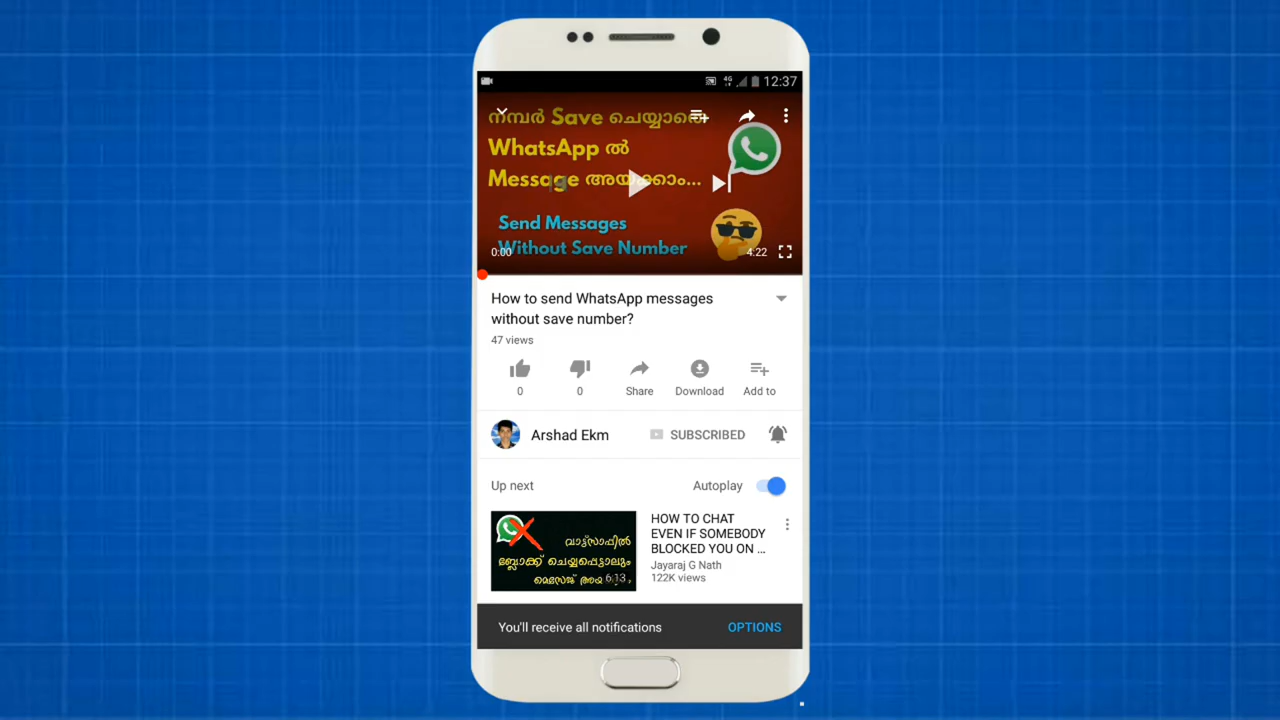 4G 12:37
നമ്പർ Save ചെയ്യാതെ
WhatsApp ൽ
Message അയക്കാം...
Send Messages
Without Save Number
0:00
4:22
How to send WhatsApp messages
without save number?
47 views
0 0 Share Download Add to
Arshad Ekm SUBSCRIBED
Up next Autoplay
വാട്ട്സാപ്പിൽ
ബ്ലോക്ക് ചെയ്യപ്പെട്ടാലും
മെസേജ്
6:13
HOW TO CHAT
EVEN IF SOMEBODY
BLOCKED YOU ON ...
Jayaraj G Nath
122K views
You'll receive all notifications OPTIONS